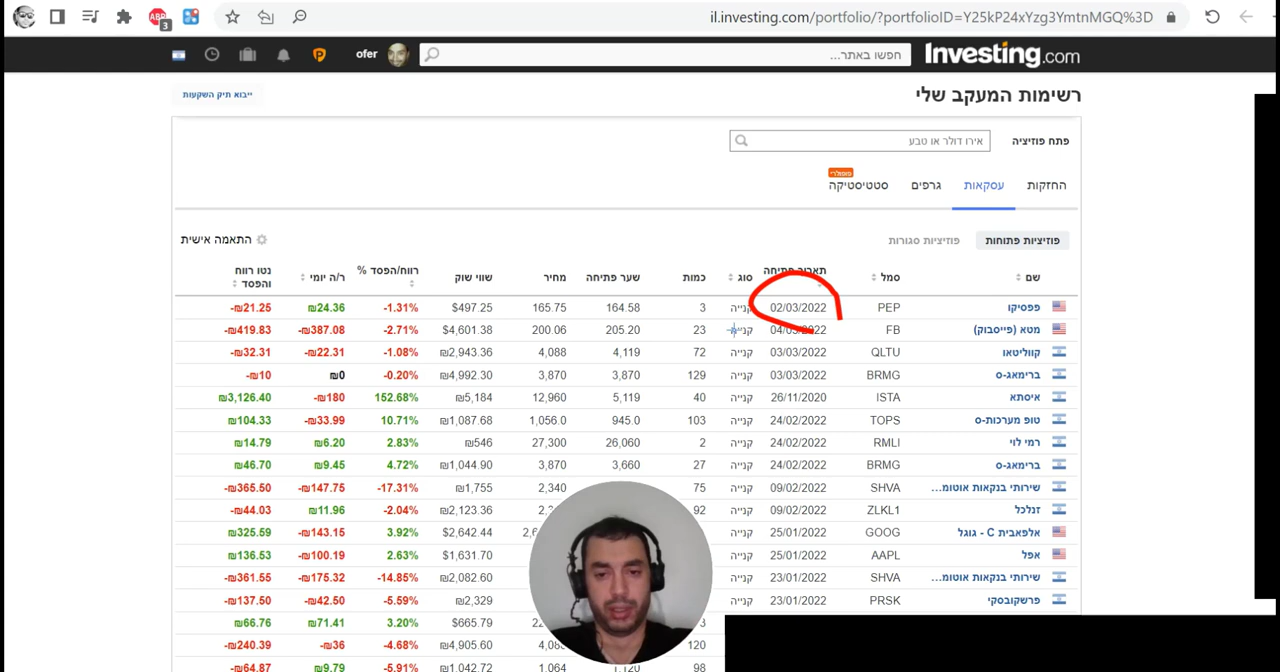 il.investing.com/portfolio/?portfolioID=Y25kP24xYzg3YmtnMGQ%3D
3
Investing.com
חפשו באתר...
ofer
רשימות המעקב שלי
ייבוא תיק השקעות
פתח פוזיציה
אירו דולר או טבע
החזקות
עסקאות
גרפים
סטטיסטיקה
פופולרי
פוזיציות פתוחות
פוזיציות סגורות
התאמה אישית
שם סמל תאריך פתיחה סוג כמות שער פתיחה מחיר שווי שוק רווח/הפסד % ר/ה יומי נטו רווח והפסד
פפסיקו PEP 02/03/2022 קנייה 3 164.58 165.75 $497.25 -1.31% ₪24.36 -₪21.25
מטא (פייסבוק) FB 04/03/2022 קנייה 23 205.20 200.06 $4,601.38 -2.71% -₪387.08 -₪419.83
קווליטאו QLTU 03/03/2022 קנייה 72 4,119 4,088 ₪2,943.36 -1.08% -₪22.31 -₪32.31
ברימאג-ס BRMG 03/03/2022 קנייה 129 3,870 3,870 ₪4,992.30 -0.20% ₪0 -₪10
איסתא ISTA 26/11/2020 קנייה 40 5,119 12,960 ₪5,184 152.68% -₪180 ₪3,126.40
טופ מערכות-ס TOPS 24/02/2022 קנייה 103 945.0 1,056.0 ₪1,087.68 10.71% -₪33.99 ₪104.33
רמי לוי RMLI 24/02/2022 קנייה 2 26,060 27,300 ₪546 2.83% ₪6.20 ₪14.79
ברימאג-ס BRMG 24/02/2022 קנייה 27 3,660 3,870 ₪1,044.90 4.72% ₪9.45 ₪46.70
שירותי בנקאות אוטומ... SHVA 09/02/2022 קנייה 75 2,340 ₪1,755 -17.31% -₪147.75 -₪365.50
זנלכל ZLKL1 09/02/2022 קנייה 92 ₪2,123.36 -2.04% ₪11.96 -₪44.03
אלפאבית C - גוגל GOOG 25/01/2022 קנייה $2,642.44 3.92% -₪143.15 ₪325.59
אפל AAPL 25/01/2022 קנייה $1,631.70 2.63% -₪100.19 ₪136.53
שירותי בנקאות אוטומ... SHVA 23/01/2022 קנייה ₪2,082.60 -14.85% -₪175.32 -₪361.55
פרשקובסקי PRSK 23/01/2022 קנייה ₪2,329 -5.59% -₪42.50 -₪137.50
₪665.79 3.20% ₪71.41 ₪66.76
120 ₪4,905.60 -4.68% -₪36 -₪240.39
98 1,120 1,064 ₪1,042.72 -5.91% ₪9.79 -₪64.87